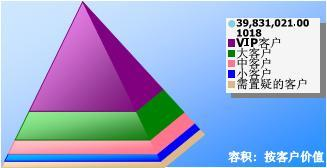 39,831,021.00
1018
VIP客户
大客户
中客户
小客户
需置疑的客户
容积：按客户价值